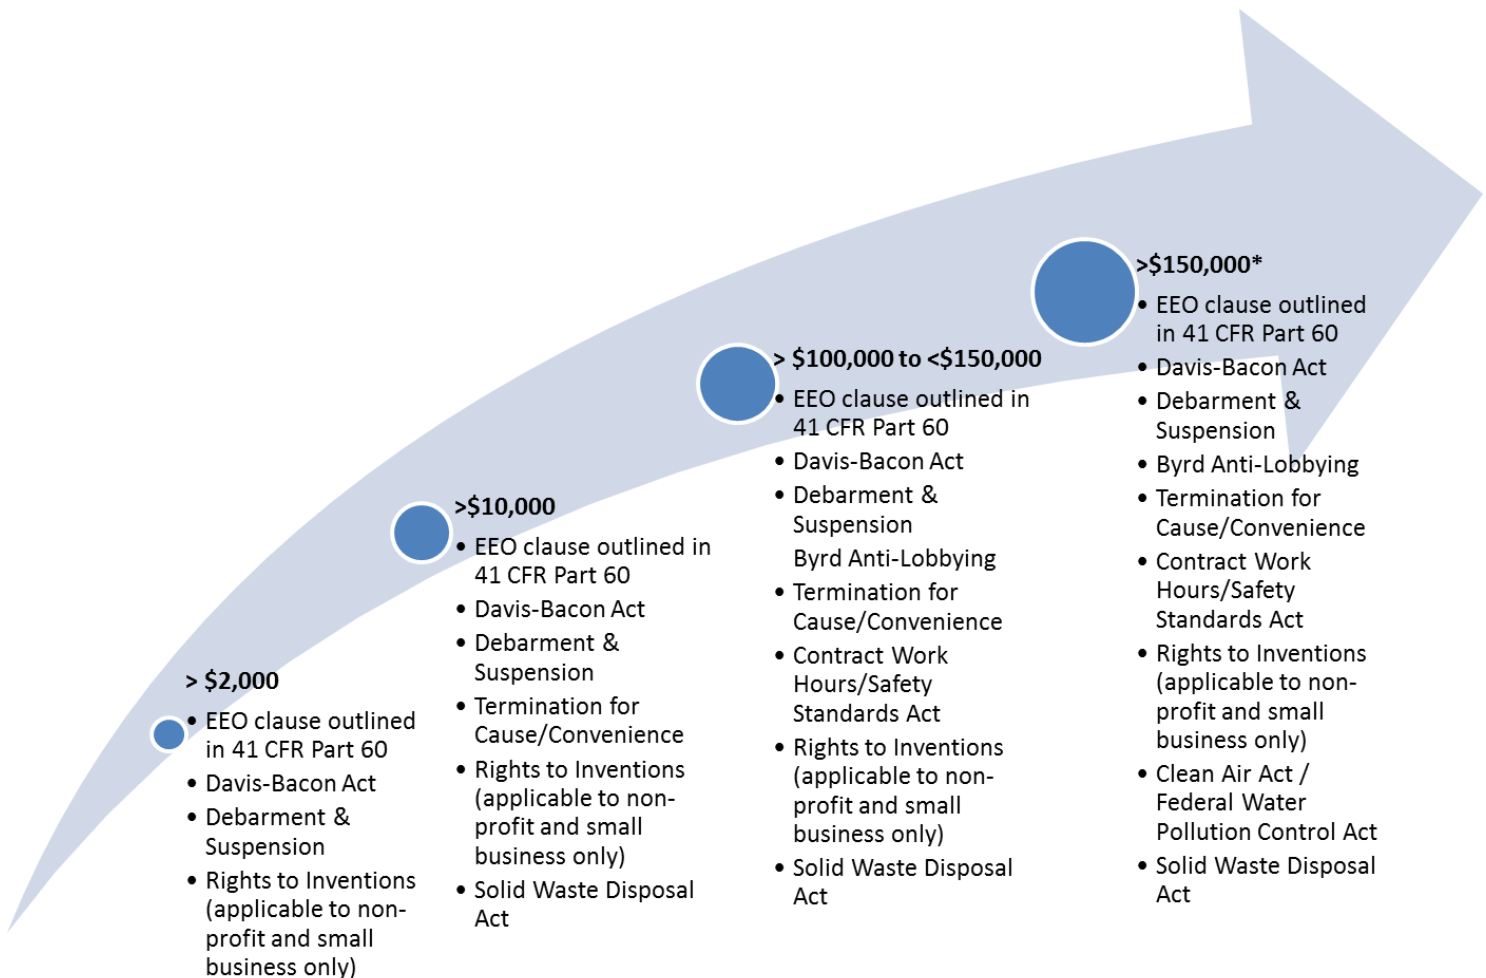 > $2,000
• EEO clause outlined
in 41 CFR Part 60
• Davis-Bacon Act
• Debarment &
Suspension
• Rights to Inventions
(applicable to non-
profit and small
business only)
>$10,000
• EEO clause outlined in
41 CFR Part 60
• Davis-Bacon Act
• Debarment &
Suspension
• Termination for
Cause/Convenience
• Rights to Inventions
(applicable to non-
profit and small
business only)
• Solid Waste Disposal
Act
> $100,000 to <$150,000
• EEO clause outlined in
41 CFR Part 60
• Davis-Bacon Act
• Debarment &
Suspension
Byrd Anti-Lobbying
• Termination for
Cause/Convenience
• Contract Work
Hours/Safety
Standards Act
• Rights to Inventions
(applicable to non-
profit and small
business only)
• Solid Waste Disposal
Act
>$150,000*
• EEO clause outlined
in 41 CFR Part 60
• Davis-Bacon Act
• Debarment &
Suspension
• Byrd Anti-Lobbying
• Termination for
Cause/Convenience
• Contract Work
Hours/Safety
Standards Act
• Rights to Inventions
(applicable to non-
profit and small
business only)
• Clean Air Act /
Federal Water
Pollution Control Act
• Solid Waste Disposal
Act